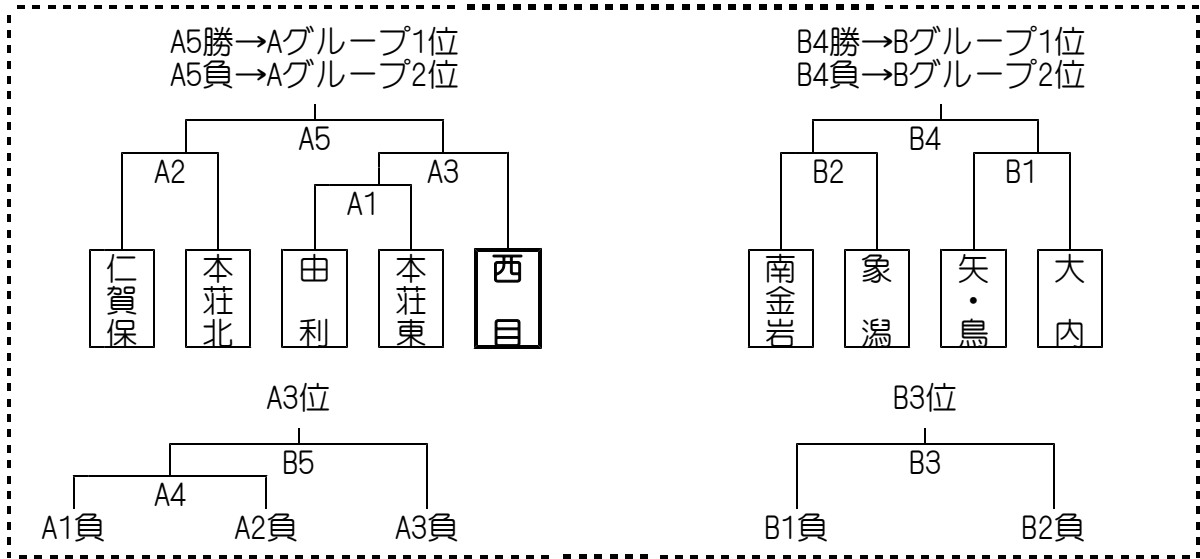 A5勝→Aグループ1位
A5負→Aグループ2位
B4勝→Bグループ1位
B4負→Bグループ2位
A5
B4
A2
A3
B2
B1
A1
仁賀保
本荘北
由利
本荘東
西目
南金岩
象潟
矢・鳥
大内
A3位
B3位
B5
B3
A4
A1負
A2負
A3負
B1負
B2負